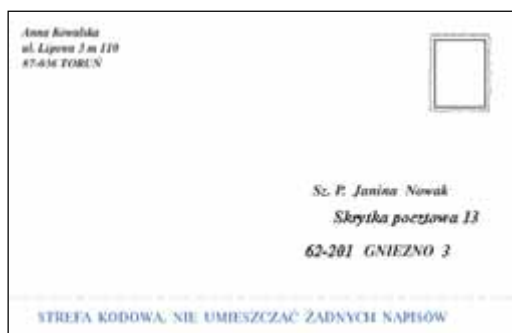 Anna Kowalska
ul. Lipowa 3 m 110
87-036 TORUŃ
Sz. P. Janina Nowak
Skrytka pocztowa 13
62-201 GNIEZNO 3
STREFA KODOWA, NIE UMIESZCZAĆ ŻADNYCH NAPISÓW